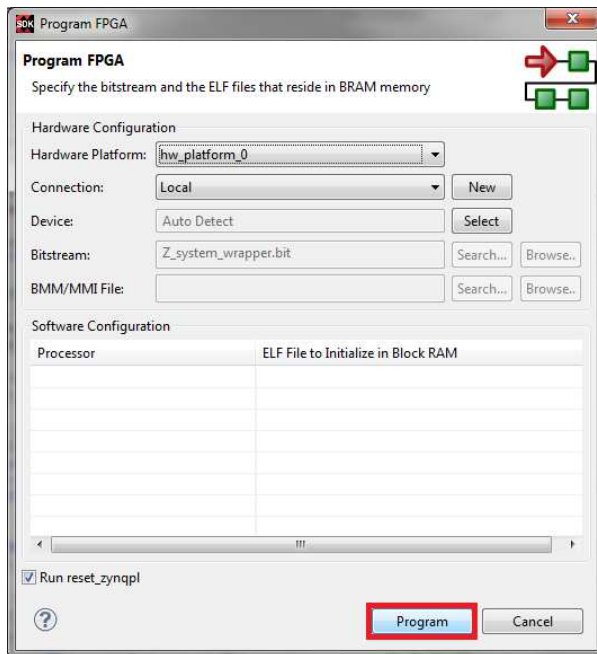 SDK Program FPGA
Program FPGA
Specify the bitstream and the ELF files that reside in BRAM memory
Hardware Configuration
Hardware Platform: hw_platform_0
Connection: Local New
Device: Auto Detect Select
Bitstream: Z_system_wrapper.bit Search... Browse..
BMM/MMI File: Search... Browse..
Software Configuration
Processor ELF File to Initialize in Block RAM
Run reset_zynqpl
? Program Cancel